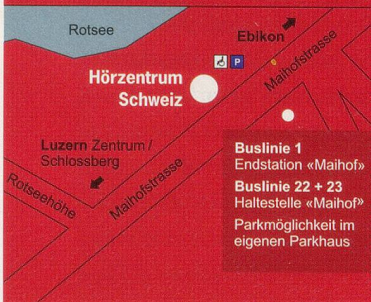 Rotsee
Ebikon
Maihofstrasse
P
Hörzentrum
Schweiz
Luzern Zentrum /
Schlossberg
Rotseehöhe
Maihofstrasse
Buslinie 1
Endstation «Maihof»
Buslinie 22 + 23
Haltestelle «Maihof»
Parkmöglichkeit im
eigenen Parkhaus